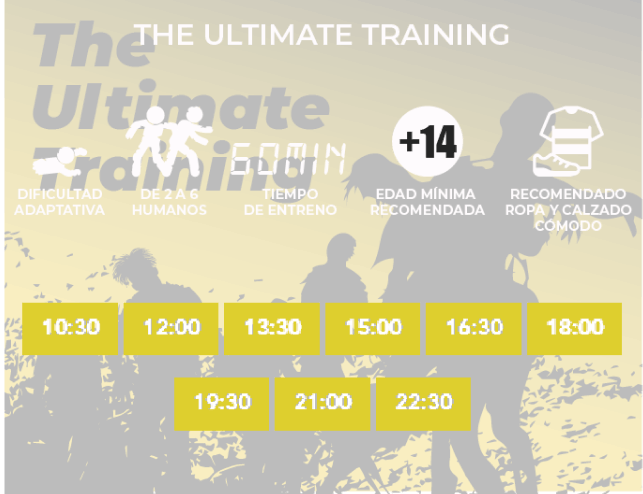 THE ULTIMATE TRAINING
The
Ultimate
Training
60MIN
+14
DIFICULTAD
ADAPTATIVA
DE 2 A 6
HUMANOS
TIEMPO
DE ENTRENO
EDAD MÍNIMA
RECOMENDADA
RECOMENDADO
ROPA Y CALZADO
CÓMODO
10:30 12:00 13:30 15:00 16:30 18:00
19:30 21:00 22:30